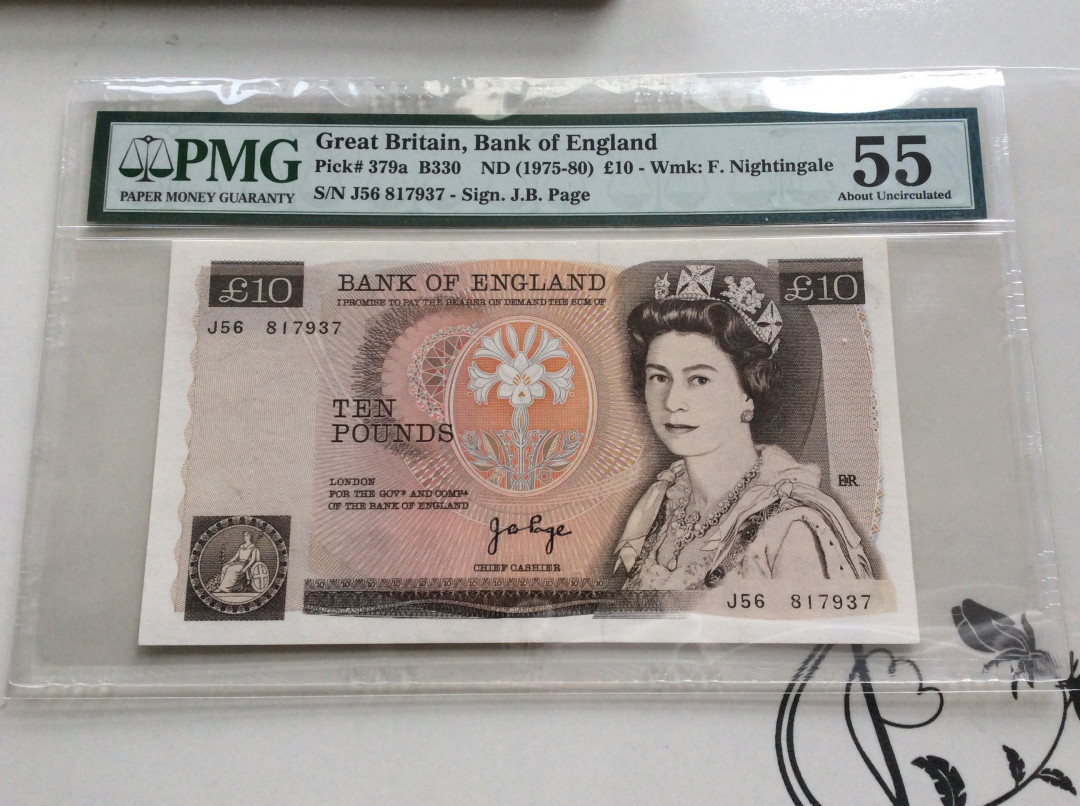 PMG
PAPER MONEY GUARANTY
Great Britain, Bank of England
Pick# 379a B330 ND (1975-80) £10 - Wmk: F. Nightingale
S/N J56 817937 - Sign. J.B. Page
55
About Uncirculated
£10
BANK OF ENGLAND
£10
I PROMISE TO PAY THE BEARER ON DEMAND THE SUM OF
J56 817937
TEN
POUNDS
LONDON
FOR THE GOVR AND COMPA
OF THE BANK OF ENGLAND
EIIR
J B Page
CHIEF CASHIER
J56 817937